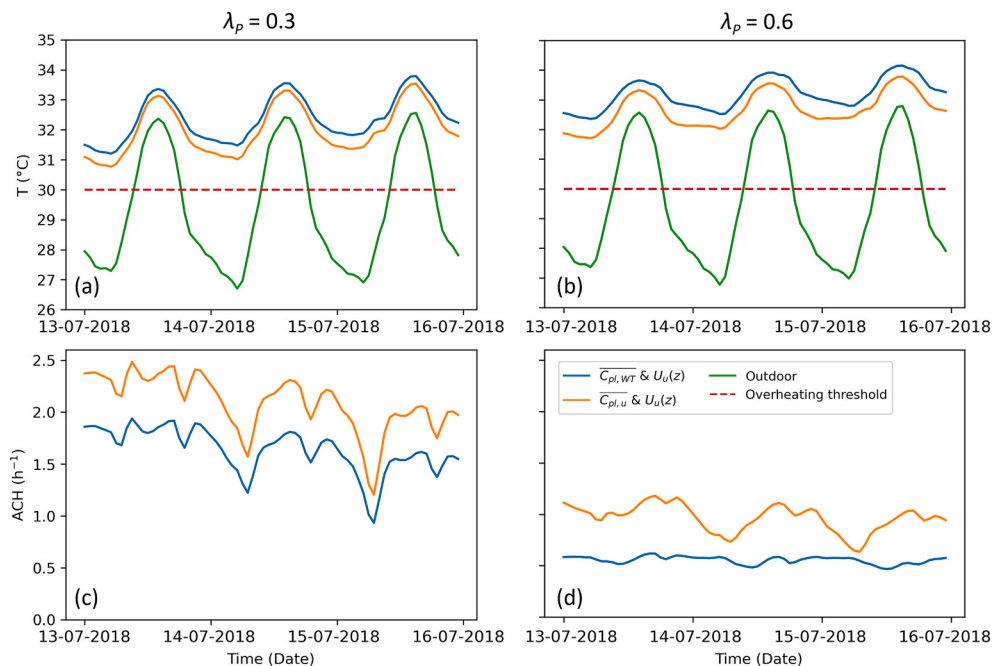 λP = 0.3
λP = 0.6
35
34
33
32
31
30
29
28
27
26
T (°C)
(a)
13-07-2018 14-07-2018 15-07-2018 16-07-2018
(b)
13-07-2018 14-07-2018 15-07-2018 16-07-2018
2.5
2.0
1.5
1.0
0.5
0.0
ACH (h⁻¹)
(c)
13-07-2018 14-07-2018 15-07-2018 16-07-2018
Time (Date)
Cpl, WT & Uu(z)
Cpl, u & Uu(z)
Outdoor
Overheating threshold
(d)
13-07-2018 14-07-2018 15-07-2018 16-07-2018
Time (Date)